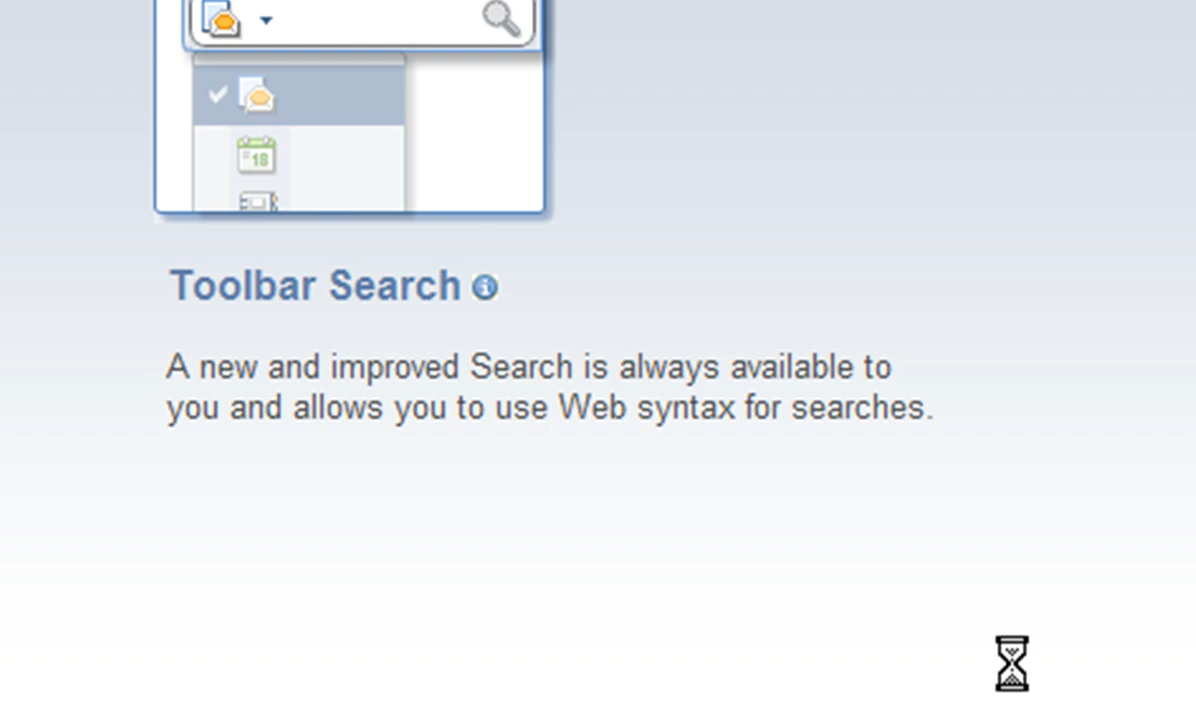 18
Toolbar Search
A new and improved Search is always available to
you and allows you to use Web syntax for searches.